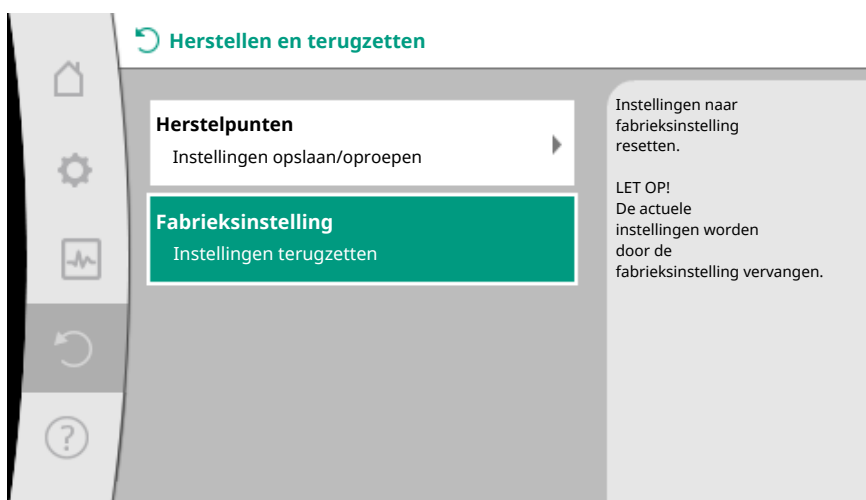 Herstellen en terugzetten
Herstelpunten
Instellingen opslaan/oproepen
Fabrieksinstelling
Instellingen terugzetten
Instellingen naar
fabrieksinstelling
resetten.
LET OP!
De actuele
instellingen worden
door de
fabrieksinstelling vervangen.
?